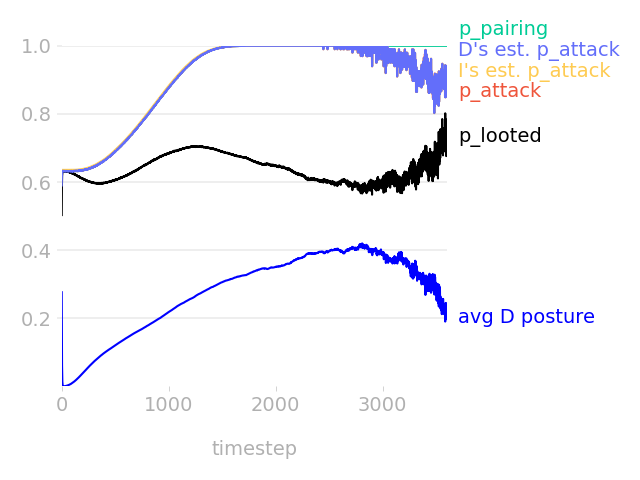 p_pairing
1.0
D's est. p_attack
I's est. p_attack
0.8
p_attack
p_looted
0.6
0.4
0.2
avg D posture
0
1000
2000
3000
timestep